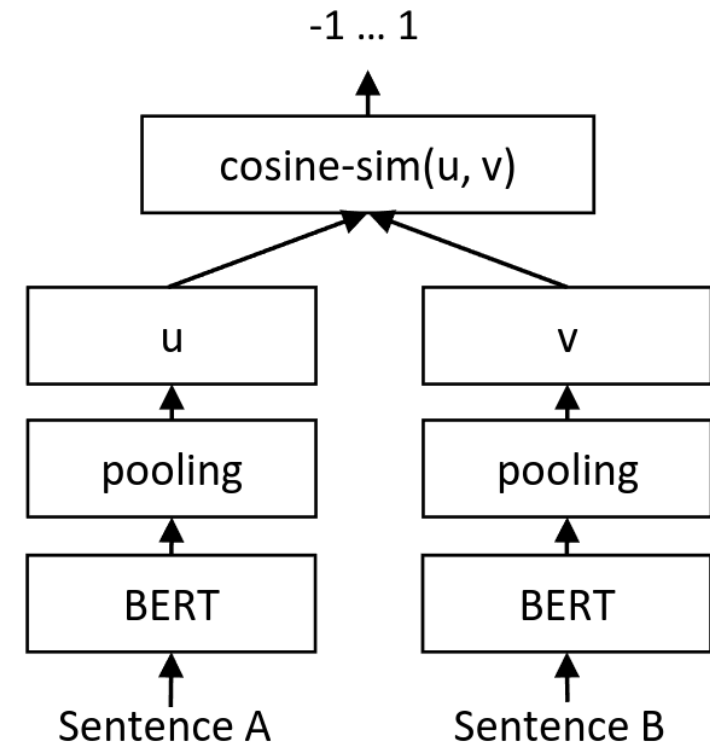 -1 ... 1
cosine-sim(u, v)
u
v
pooling
pooling
BERT
BERT
Sentence A
Sentence B